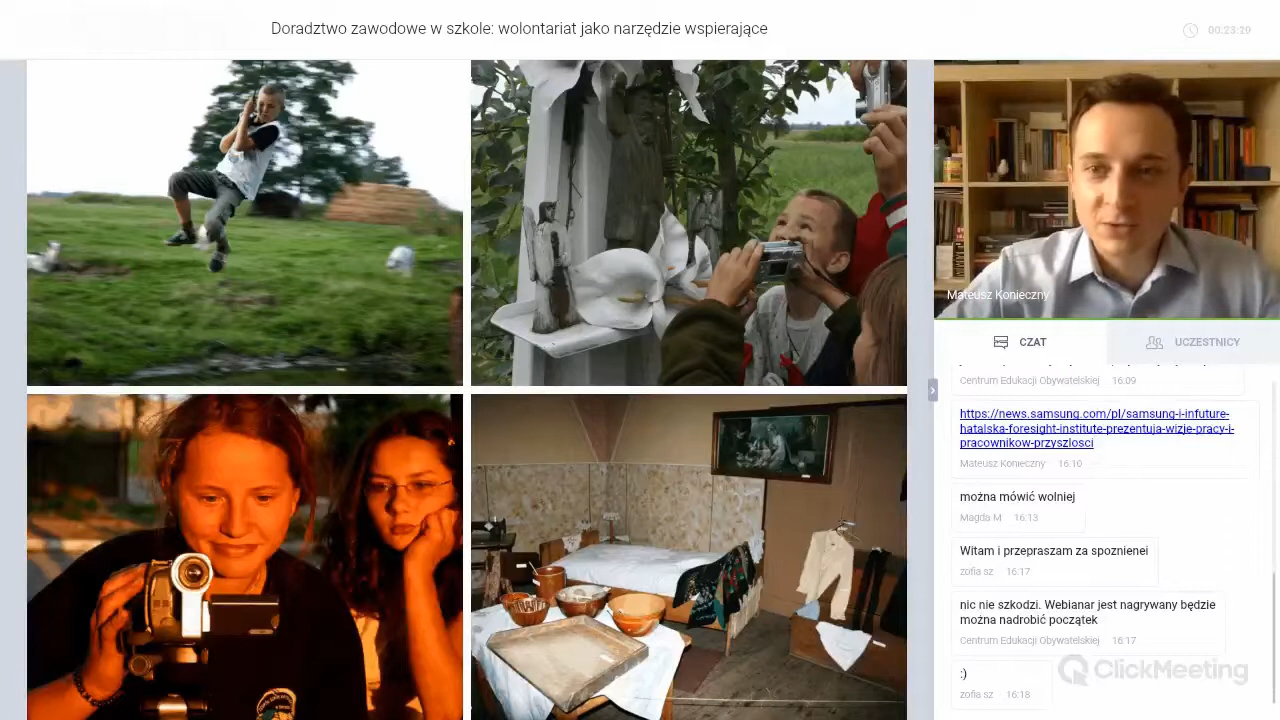 Doradztwo zawodowe w szkole: wolontariat jako narzędzie wspierające
00:23:19
Mateusz Konieczny
CZAT
UCZESTNICY
Centrum Edukacji Obywatelskiej 16:09
https://news.samsung.com/pl/samsung-i-infuture-
hatalska-foresight-institute-prezentuja-wizje-pracy-i-
pracownikow-przyszlosci
Mateusz Konieczny 16:10
można mówić wolniej
Magda M 16:13
Witam i przepraszam za spoznienei
zofia sz 16:17
nic nie szkodzi. Webianar jest nagrywany będzie
można nadrobić początek
Centrum Edukacji Obywatelskiej 16:17
:)
zofia sz 16:18
ClickMeeting